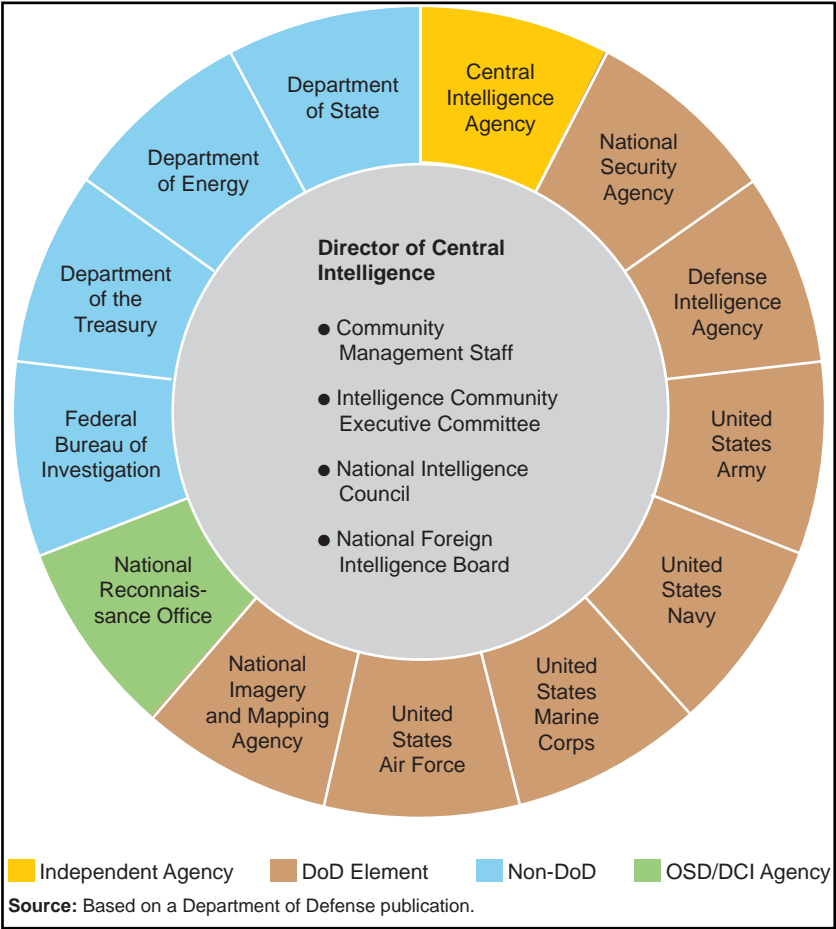 Central
Intelligence
Agency
National
Security
Agency
Defense
Intelligence
Agency
United
States
Army
United
States
Navy
United
States
Marine
Corps
United
States
Air Force
National
Imagery
and Mapping
Agency
National
Reconnais-
sance Office
Federal
Bureau of
Investigation
Department
of the
Treasury
Department
of Energy
Department
of State
Director of Central
Intelligence
● Community
Management Staff
● Intelligence Community
Executive Committee
● National Intelligence
Council
● National Foreign
Intelligence Board
Independent Agency DoD Element Non-DoD OSD/DCI Agency
Source: Based on a Department of Defense publication.